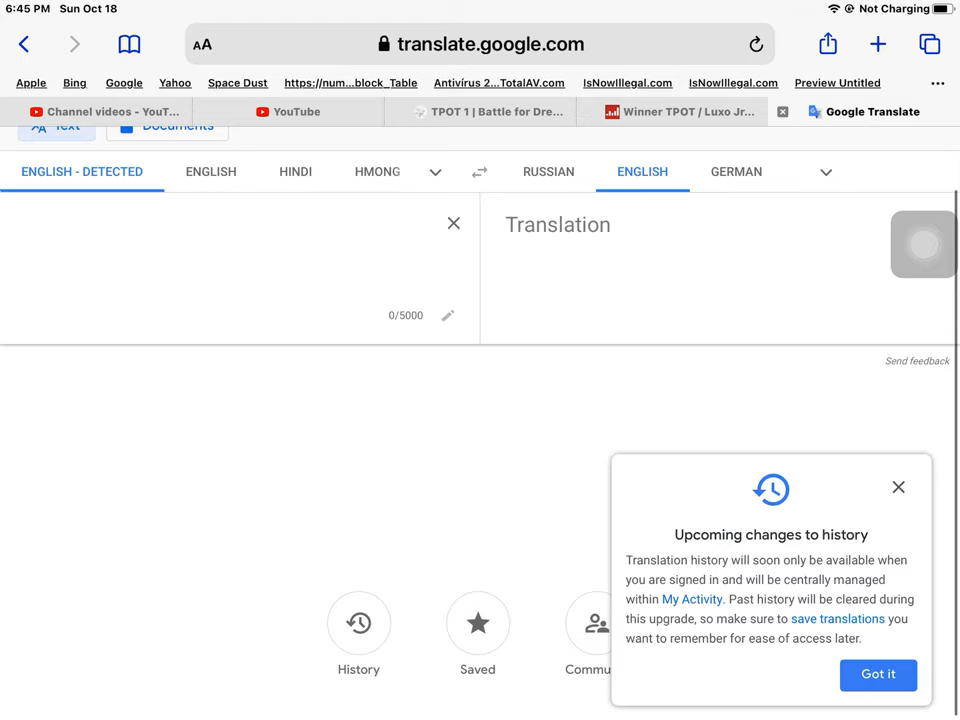 6:45 PM Sun Oct 18
Not Charging
AA
translate.google.com
Apple
Bing
Google
Yahoo
Space Dust
https://num...block_Table
Antivírus 2...TotalAV.com
IsNowIllegal.com
IsNowIllegal.com
Preview Untitled
Channel videos - YouT...
YouTube
TPOT 1 | Battle for Dre...
Winner TPOT / Luxo Jr...
Google Translate
Text
Documents
ENGLISH - DETECTED
ENGLISH
HINDI
HMONG
RUSSIAN
ENGLISH
GERMAN
Translation
0/5000
Send feedback
Upcoming changes to history
Translation history will soon only be available when
you are signed in and will be centrally managed
within My Activity. Past history will be cleared during
this upgrade, so make sure to save translations you
want to remember for ease of access later.
Got it
History
Saved
Commu